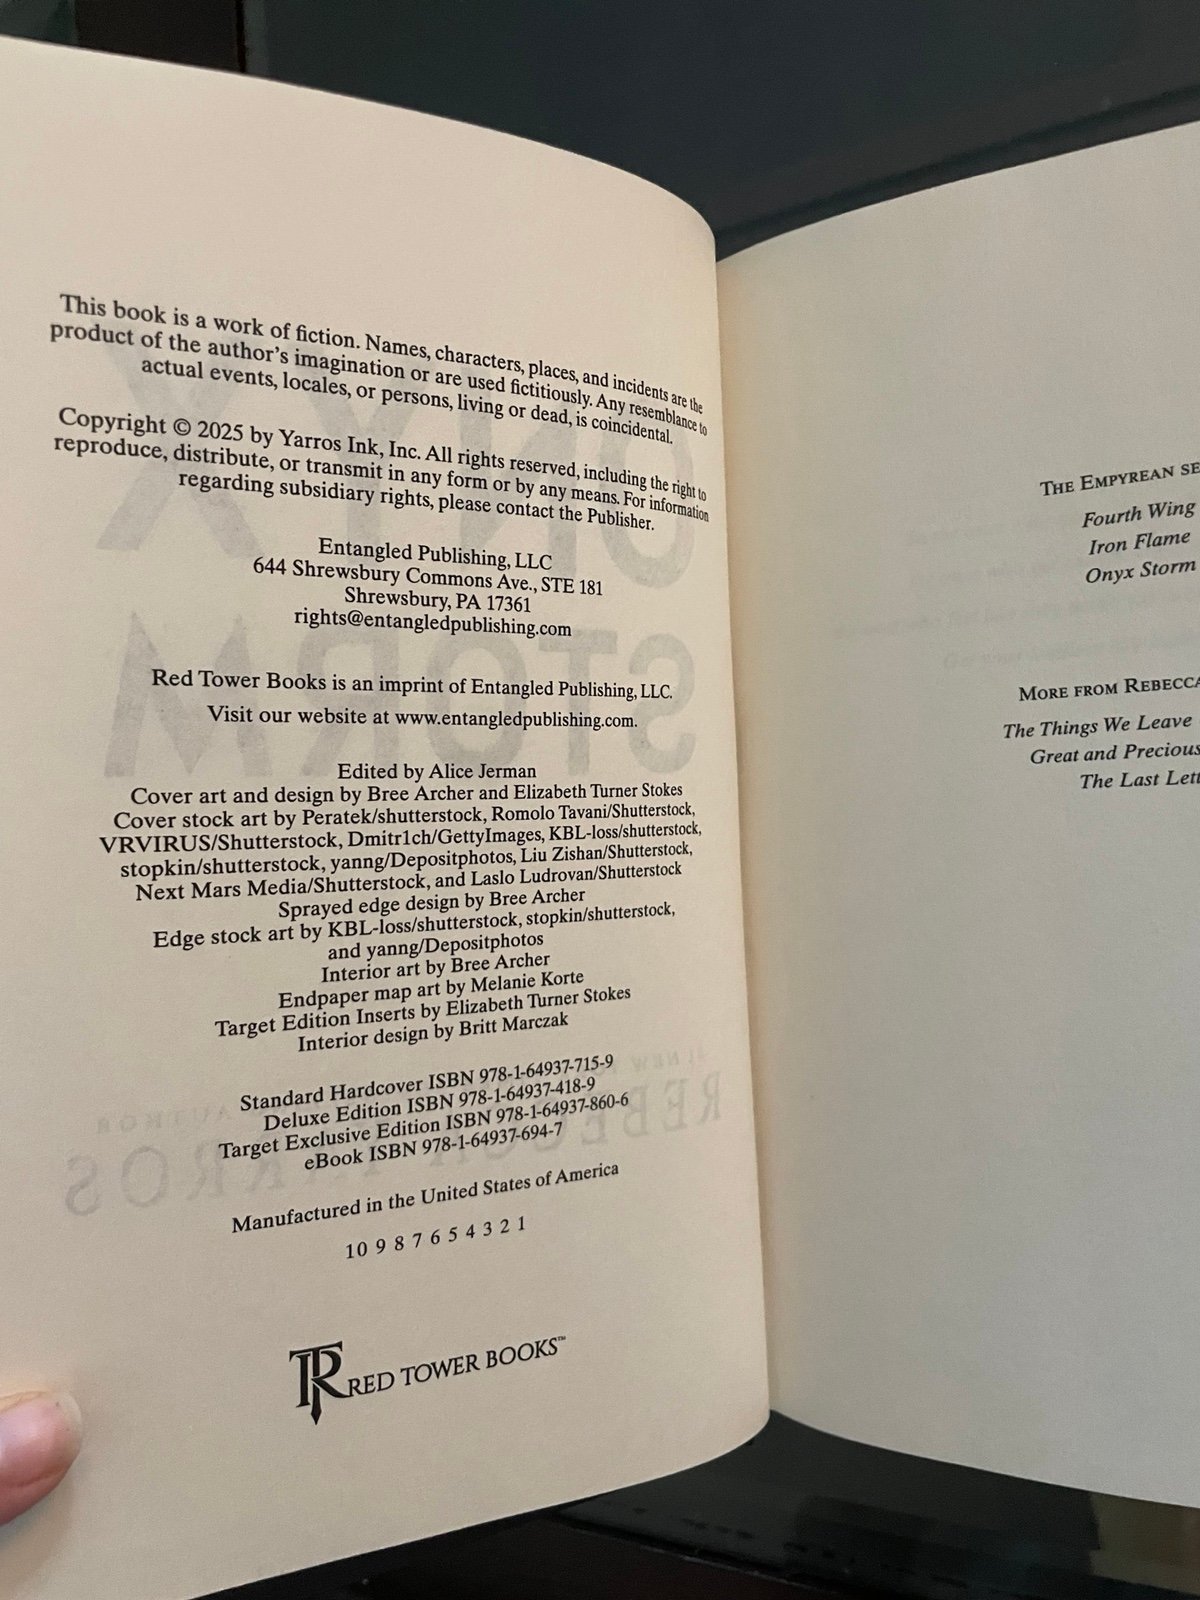 This book is a work of fiction. Names, characters, places, and incidents are the
product of the author's imagination or are used fictitiously. Any resemblance to
actual events, locales, or persons, living or dead, is coincidental.
Copyright © 2025 by Yarros Ink, Inc. All rights reserved, including the right to
reproduce, distribute, or transmit in any form or by any means. For information
regarding subsidiary rights, please contact the Publisher.
Entangled Publishing, LLC
644 Shrewsbury Commons Ave., STE 181
Shrewsbury, PA 17361
rights@entangledpublishing.com
Red Tower Books is an imprint of Entangled Publishing, LLC.
Visit our website at www.entangledpublishing.com.
Edited by Alice Jerman
Cover art and design by Bree Archer and Elizabeth Turner Stokes
Cover stock art by Peratek/shutterstock, Romolo Tavani/Shutterstock,
VRVIRUS/Shutterstock, Dmitr1ch/GettyImages, KBL-loss/shutterstock,
stopkin/shutterstock, yanng/Depositphotos, Liu Zishan/Shutterstock,
Next Mars Media/Shutterstock, and Laslo Ludrovan/Shutterstock
Sprayed edge design by Bree Archer
Edge stock art by KBL-loss/shutterstock, stopkin/shutterstock,
and yanng/Depositphotos
Interior art by Bree Archer
Endpaper map art by Melanie Korte
Target Edition Inserts by Elizabeth Turner Stokes
Interior design by Britt Marczak
Standard Hardcover ISBN 978-1-64937-715-9
Deluxe Edition ISBN 978-1-64937-418-9
Target Exclusive Edition ISBN 978-1-64937-860-6
eBook ISBN 978-1-64937-694-7
Manufactured in the United States of America
10 9 8 7 6 5 4 3 2 1
TR RED TOWER BOOKS™
THE EMPYREAN SE
Fourth Wing
Iron Flame
Onyx Storm
MORE FROM REBECCA
The Things We Leave
Great and Precious
The Last Lett